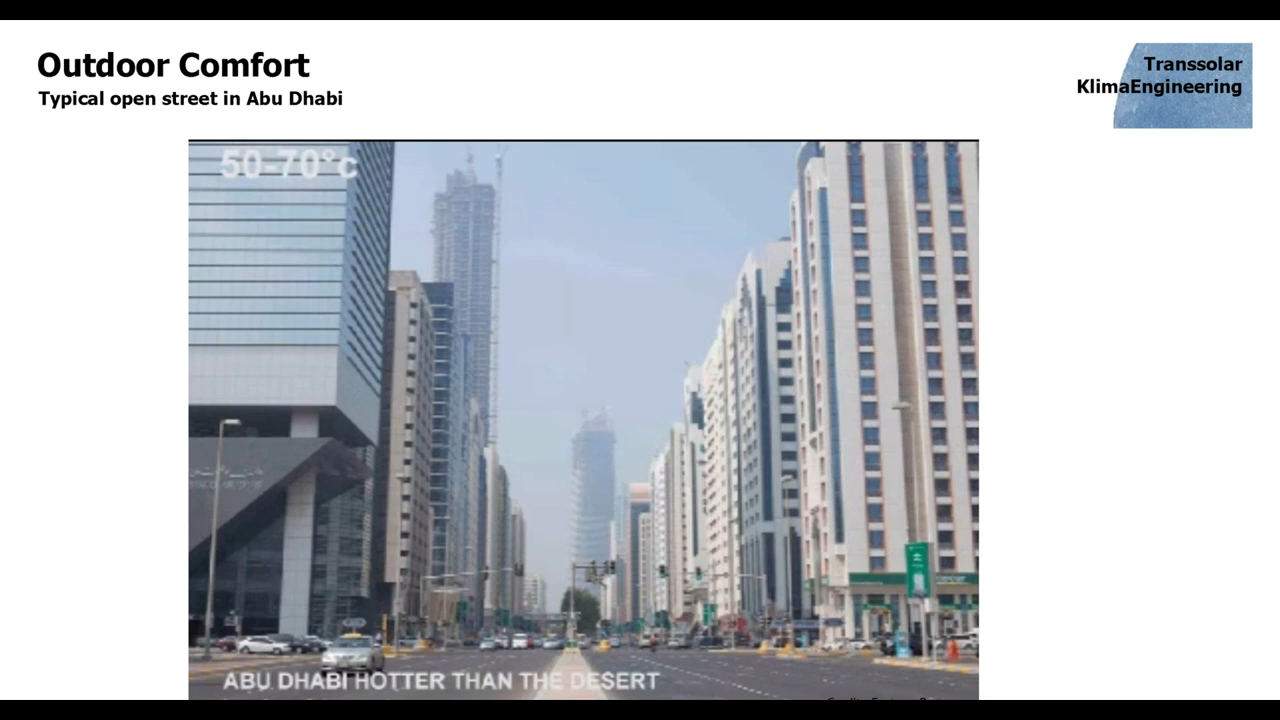 Outdoor Comfort
Typical open street in Abu Dhabi
Transsolar
KlimaEngineering
50-70°c
ABU DHABI HOTTER THAN THE DESERT